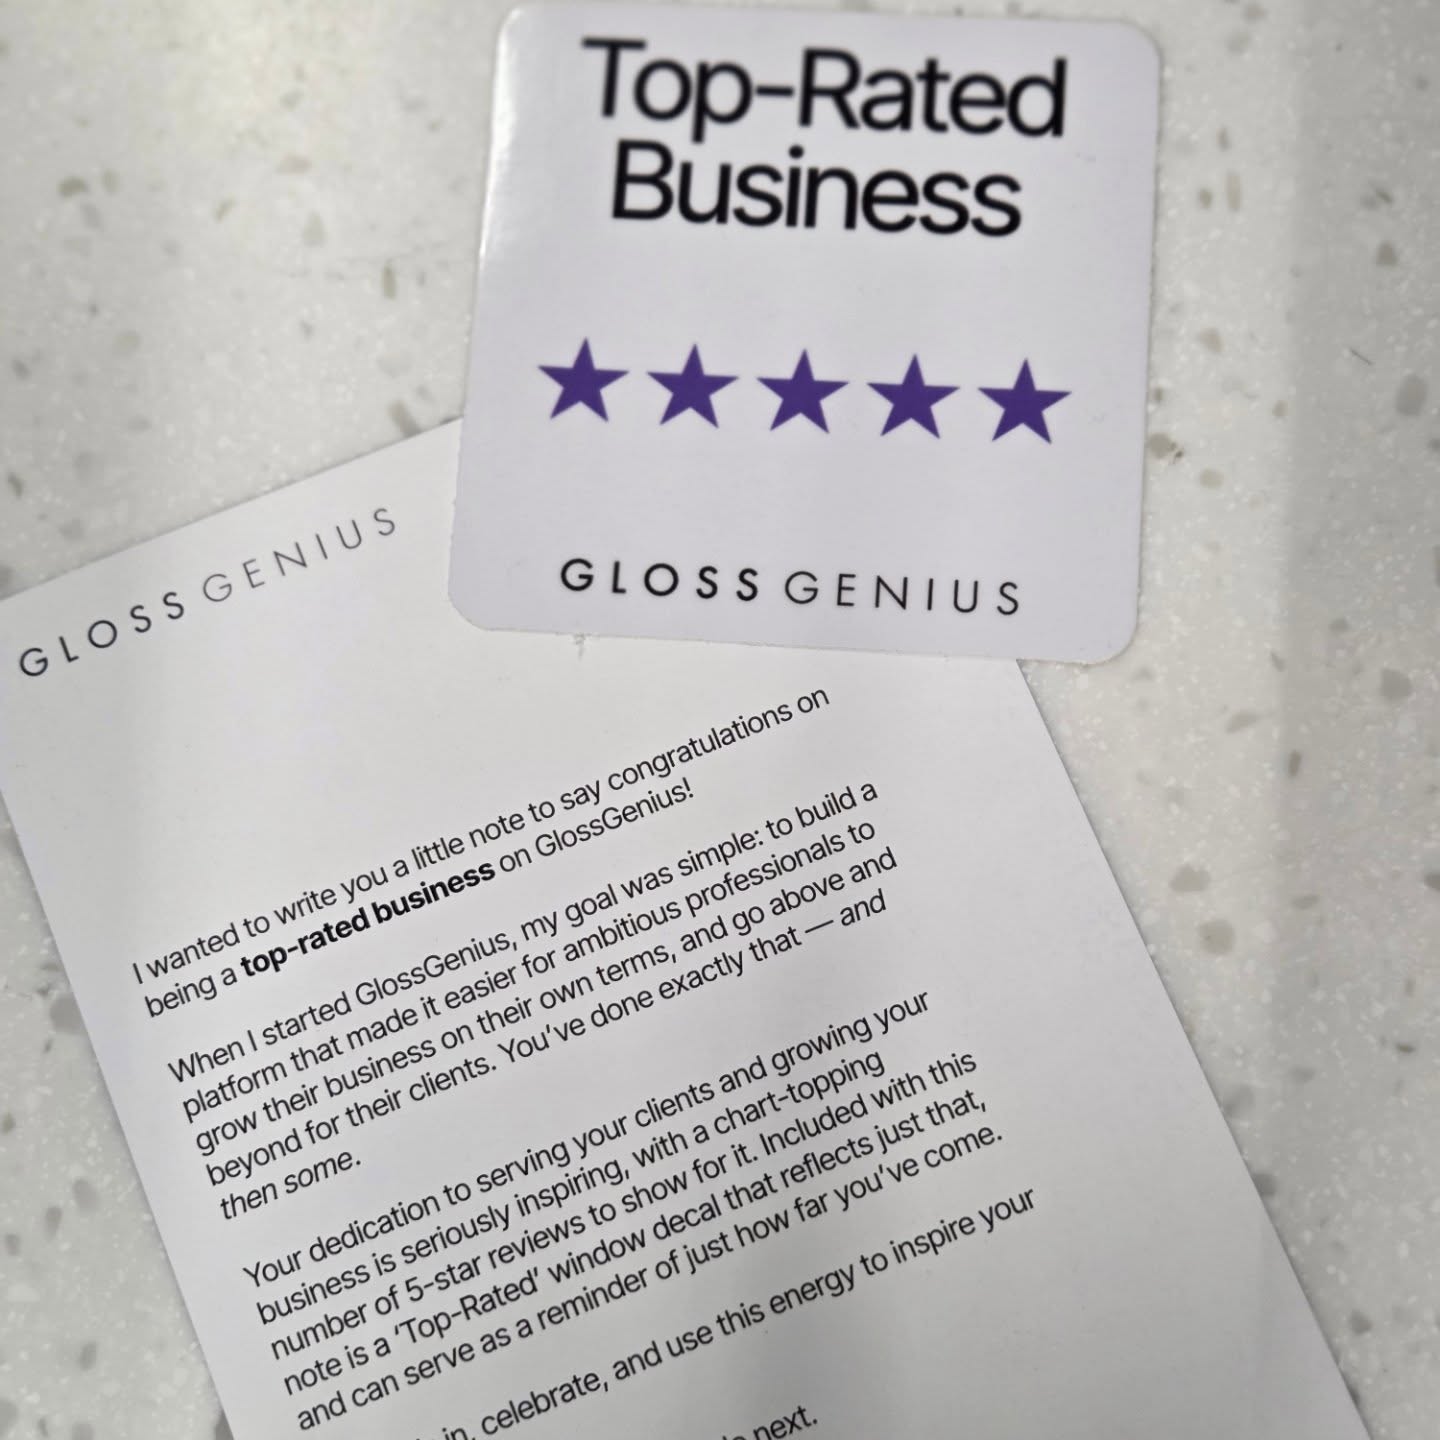 Top-Rated
Business
GLOSSGENIUS
GLOSSGENIUS
I wanted to write you a little note to say congratulations on
being a top-rated business on GlossGenius!
When I started GlossGenius, my goal was simple: to build a
platform that made it easier for ambitious professionals to
grow their business on their own terms, and go above and
beyond for their clients. You've done exactly that — and
then some.
Your dedication to serving your clients and growing your
business is seriously inspiring, with a chart-topping
number of 5-star reviews to show for it. Included with this
note is a 'Top-Rated' window decal that reflects just that,
and can serve as a reminder of just how far you've come.
in, celebrate, and use this energy to inspire your
next.